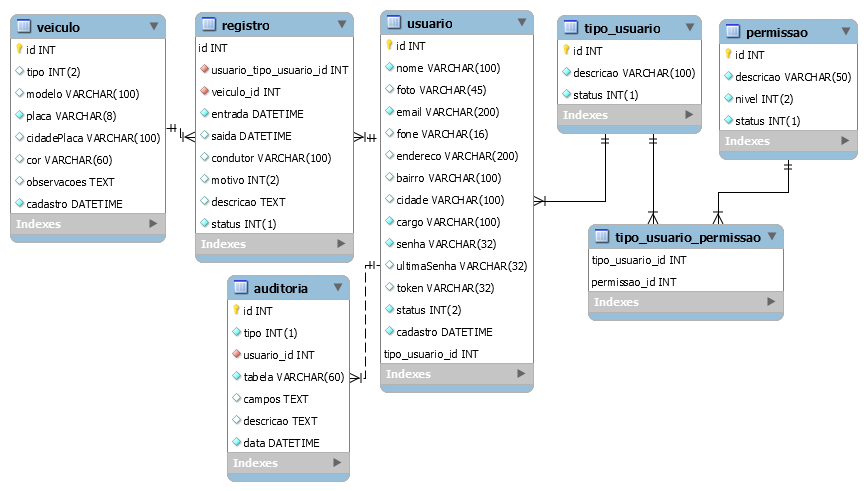 veiculo
id INT
tipo INT(2)
modelo VARCHAR(100)
placa VARCHAR(8)
cidadePlaca VARCHAR(100)
cor VARCHAR(60)
observacoes TEXT
cadastro DATETIME
Indexes
registro
id INT
usuario_tipo_usuario_id INT
veiculo_id INT
entrada DATETIME
saida DATETIME
condutor VARCHAR(100)
motivo INT(2)
descricao TEXT
status INT(1)
Indexes
auditoria
id INT
tipo INT(1)
usuario_id INT
tabela VARCHAR(60)
campos TEXT
descricao TEXT
data DATETIME
Indexes
usuario
id INT
nome VARCHAR(100)
foto VARCHAR(45)
email VARCHAR(200)
fone VARCHAR(16)
endereco VARCHAR(200)
bairro VARCHAR(100)
cidade VARCHAR(100)
cargo VARCHAR(100)
senha VARCHAR(32)
ultimaSenha VARCHAR(32)
token VARCHAR(32)
status INT(2)
cadastro DATETIME
tipo_usuario_id INT
Indexes
tipo_usuario
id INT
descricao VARCHAR(100)
status INT(1)
Indexes
permissao
id INT
descricao VARCHAR(50)
nivel INT(2)
status INT(1)
Indexes
tipo_usuario_permissao
tipo_usuario_id INT
permissao_id INT
Indexes